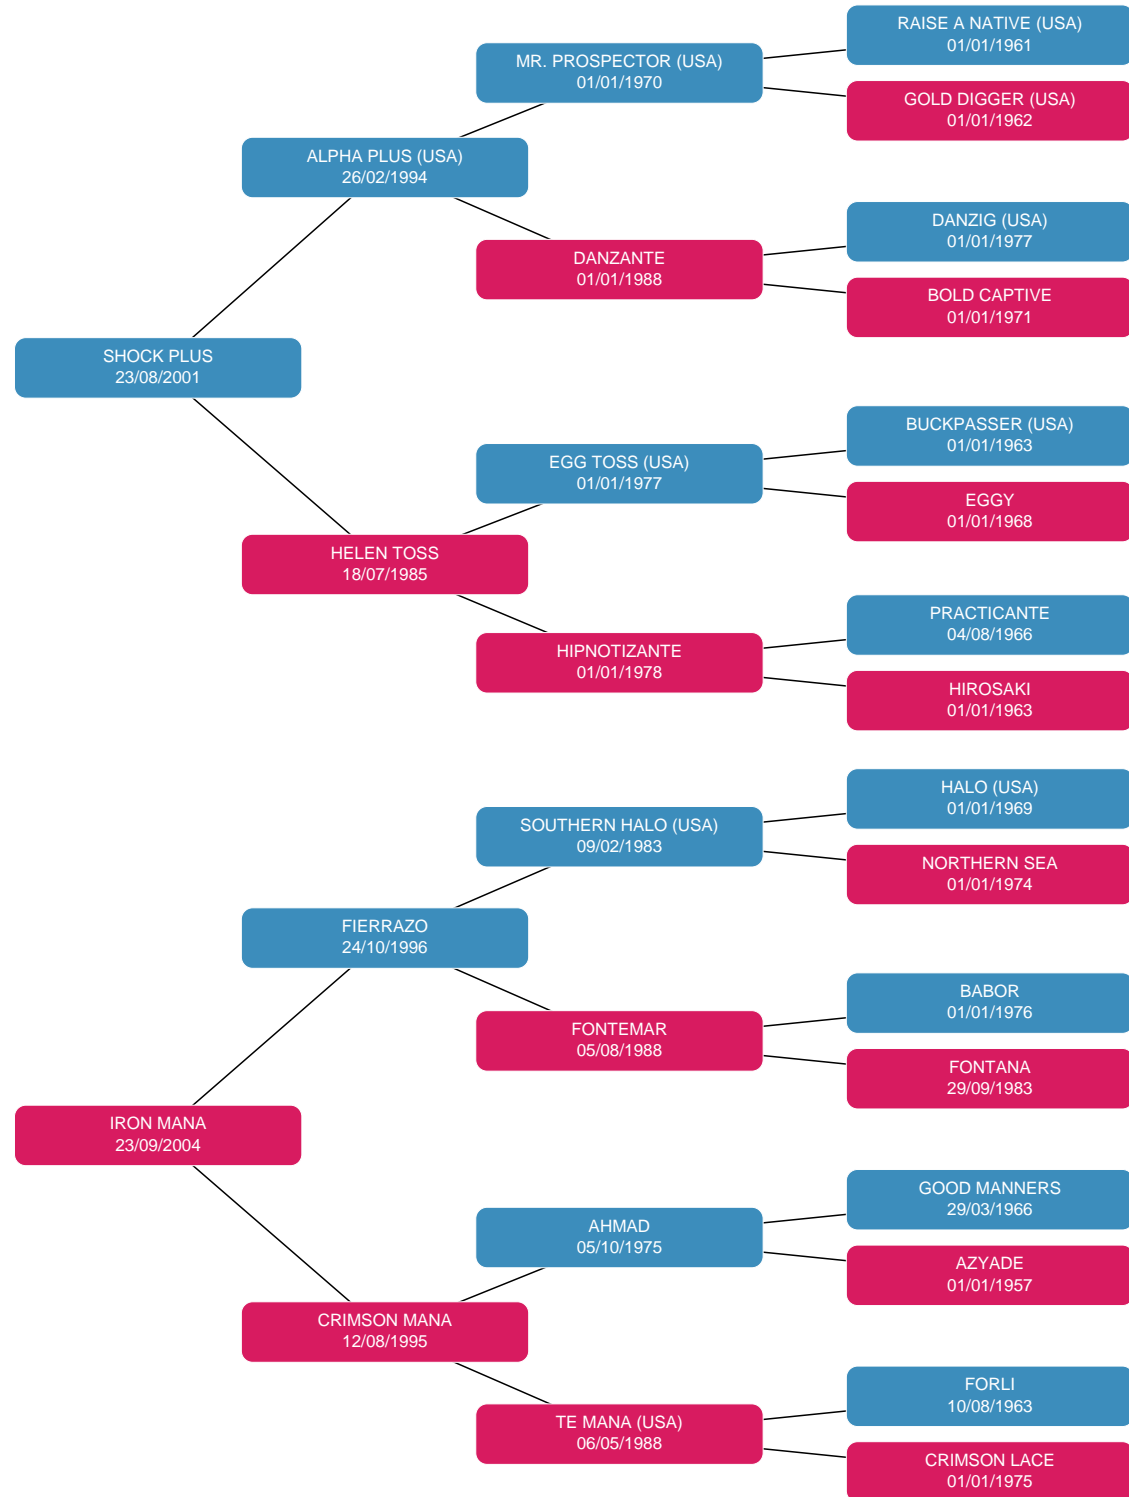 RAISE A NATIVE (USA)
01/01/1961
MR. PROSPECTOR (USA)
01/01/1970
GOLD DIGGER (USA)
01/01/1962
ALPHA PLUS (USA)
26/02/1994
DANZIG (USA)
01/01/1977
DANZANTE
01/01/1988
BOLD CAPTIVE
01/01/1971
SHOCK PLUS
23/08/2001
BUCKPASSER (USA)
01/01/1963
EGG TOSS (USA)
01/01/1977
EGGY
01/01/1968
HELEN TOSS
18/07/1985
PRACTICANTE
04/08/1966
HIPNOTIZANTE
01/01/1978
HIROSAKI
01/01/1963
HALO (USA)
01/01/1969
SOUTHERN HALO (USA)
09/02/1983
NORTHERN SEA
01/01/1974
FIERRAZO
24/10/1996
BABOR
01/01/1976
FONTEMAR
05/08/1988
FONTANA
29/09/1983
IRON MANA
23/09/2004
GOOD MANNERS
29/03/1966
AHMAD
05/10/1975
AZYADE
01/01/1957
CRIMSON MANA
12/08/1995
FORLI
10/08/1963
TE MANA (USA)
06/05/1988
CRIMSON LACE
01/01/1975